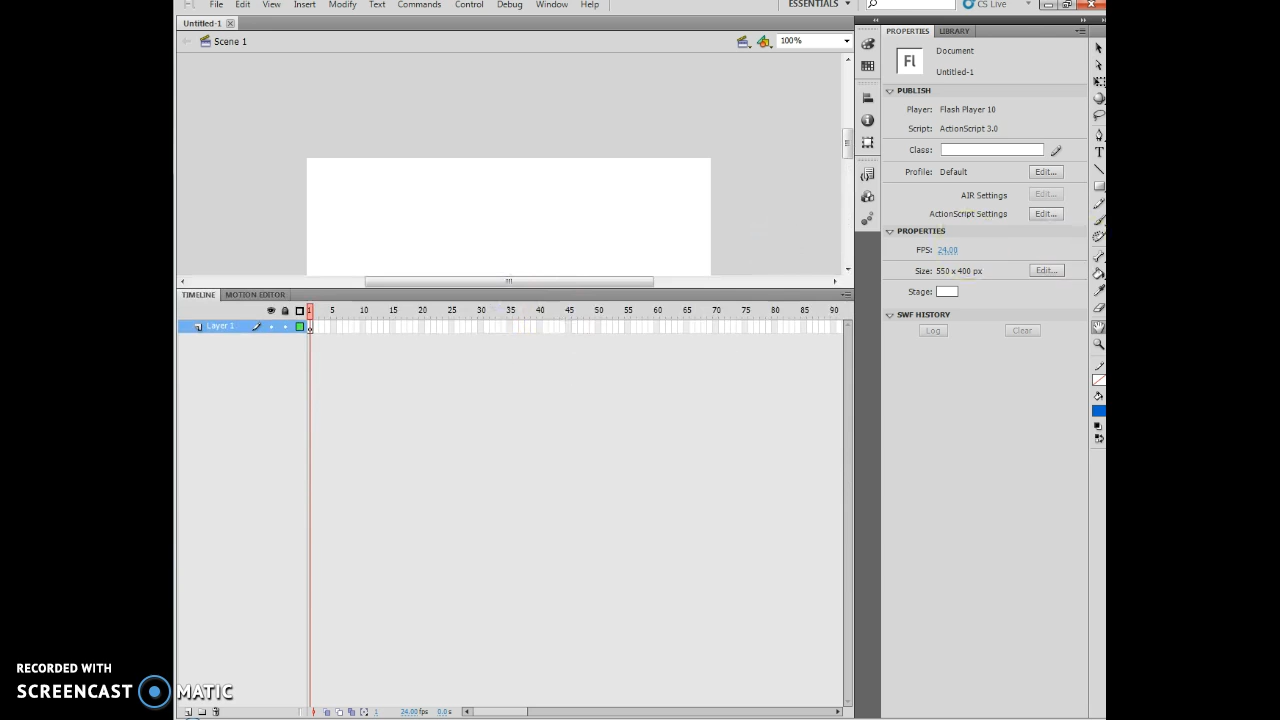 Fl File Edit View Insert Modify Text Commands Control Debug Window Help ESSENTIALS CS Live
Untitled-1
Scene 1 100%
PROPERTIES LIBRARY
Fl Document
Untitled-1
PUBLISH
Player: Flash Player 10
Script: ActionScript 3.0
Class:
Profile: Default Edit...
AIR Settings Edit...
ActionScript Settings Edit...
PROPERTIES
FPS: 24.00
Size: 550 x 400 px Edit...
Stage:
SWF HISTORY
Log Clear
TIMELINE MOTION EDITOR
1 5 10 15 20 25 30 35 40 45 50 55 60 65 70 75 80 85 90
Layer 1
1 24.00 fps 0.0 s
RECORDED WITH
SCREENCAST MATIC